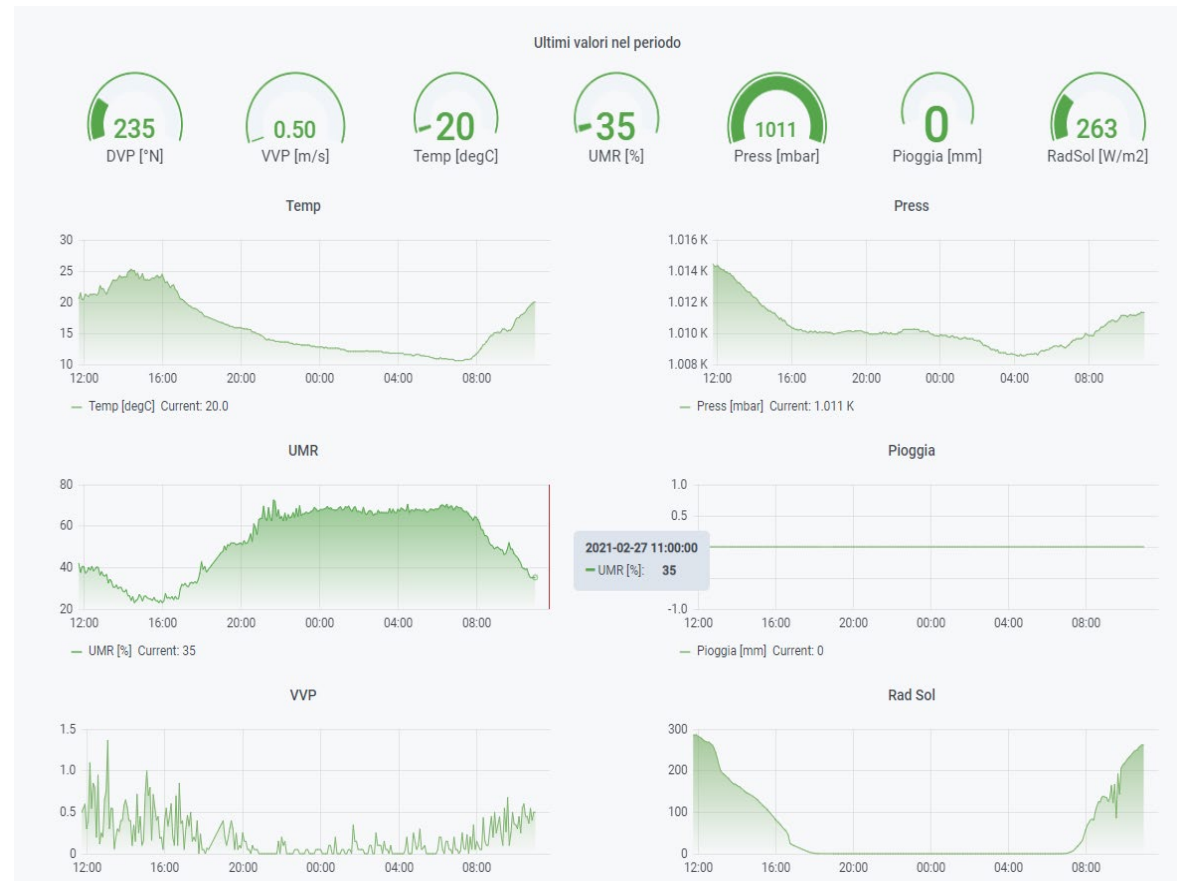 Ultimi valori nel periodo
235 0.50 20 35 1011 0 263
DVP [°N] VVP [m/s] Temp [degC] UMR [%] Press [mbar] Pioggia [mm] RadSol [W/m2]
Temp
30
25
20
15
10
12:00 16:00 20:00 00:00 04:00 08:00
Temp [degC] Current: 20.0
Press
1.016 K
1.014 K
1.012 K
1.010 K
1.008 K
12:00 16:00 20:00 00:00 04:00 08:00
Press [mbar] Current: 1.011 K
UMR
80
60
40
20
12:00 16:00 20:00 00:00 04:00 08:00
UMR [%] Current: 35
2021-02-27 11:00:00
UMR [%]: 35
Pioggia
1.0
0.5
-1.0
12:00 16:00 20:00 00:00 04:00 08:00
Pioggia [mm] Current: 0
VVP
1.5
1.0
0.5
0
12:00 16:00 20:00 00:00 04:00 08:00
Rad Sol
300
200
100
0
12:00 16:00 20:00 00:00 04:00 08:00